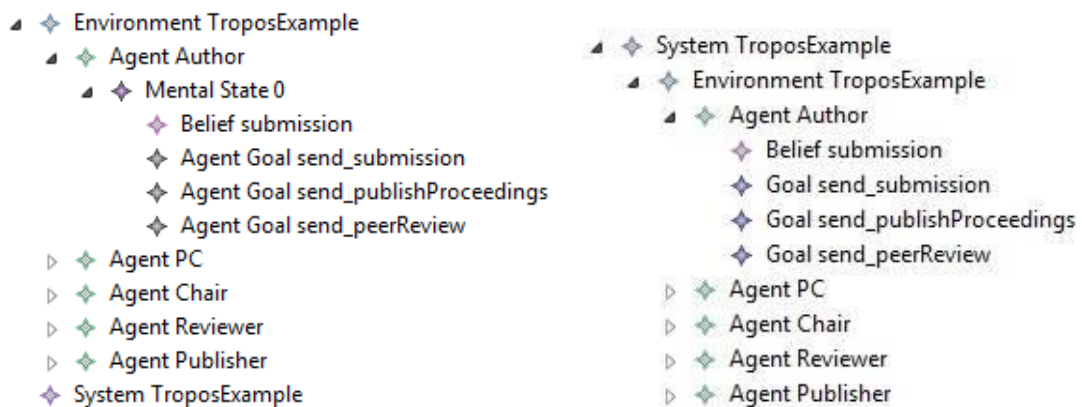 Environment TroposExample
Agent Author
Mental State 0
Belief submission
Agent Goal send_submission
Agent Goal send_publishProceedings
Agent Goal send_peerReview
Agent PC
Agent Chair
Agent Reviewer
Agent Publisher
System TroposExample
System TroposExample
Environment TroposExample
Agent Author
Belief submission
Goal send_submission
Goal send_publishProceedings
Goal send_peerReview
Agent PC
Agent Chair
Agent Reviewer
Agent Publisher